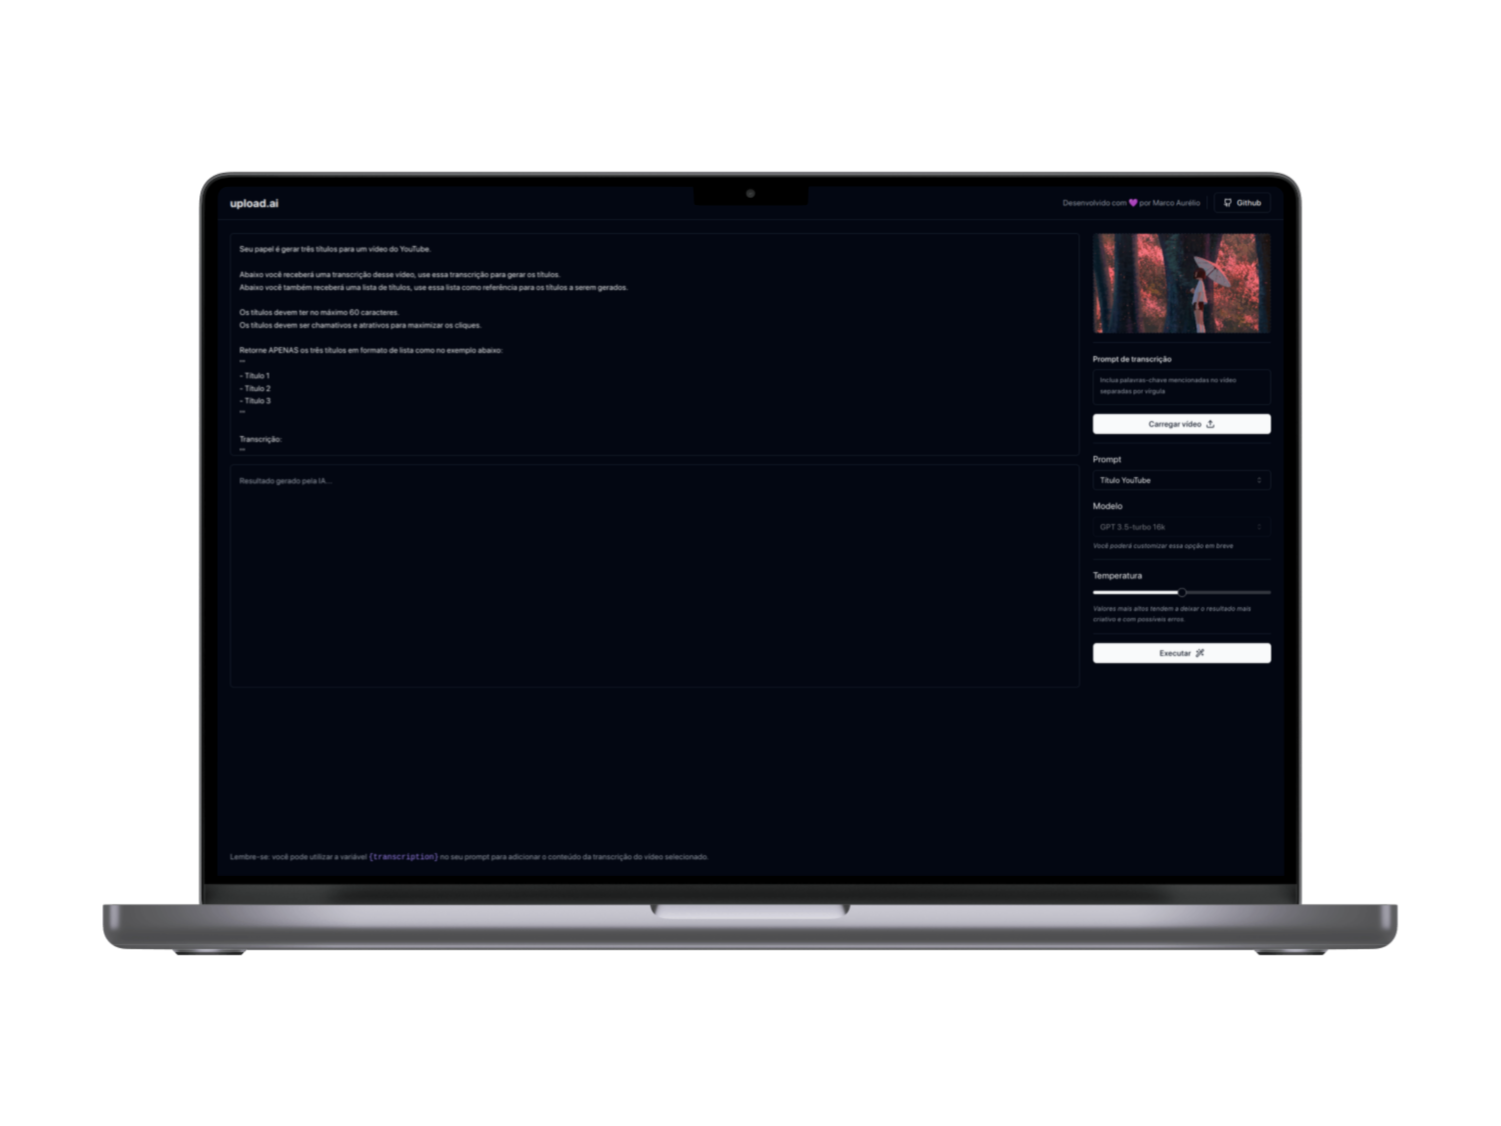 upload.ai
Desenvolvido com 💜 por Marco Aurélio
Github
Seu papel é gerar três títulos para um vídeo do YouTube.
Abaixo você receberá uma transcrição desse vídeo, use essa transcrição para gerar os títulos.
Abaixo você também receberá uma lista de títulos, use essa lista como referência para os títulos a serem gerados.
Os títulos devem ter no máximo 60 caracteres.
Os títulos devem ser chamativos e atrativos para maximizar os cliques.
Retorne APENAS os três títulos em formato de lista como no exemplo abaixo:
'''
- Título 1
- Título 2
- Título 3
'''
Transcrição:
'''
Resultado gerado pela IA...
Prompt de transcrição
Inclua palavras-chave mencionadas no vídeo
separadas por vírgula
Carregar vídeo
Prompt
Título YouTube
Modelo
GPT 3.5-turbo 16k
Você poderá customizar essa opção em breve
Temperatura
Valores mais altos tendem a deixar o resultado mais
criativo e com possíveis erros
Executar
Lembre-se: você pode utilizar a variável {transcription} no seu prompt para adicionar o conteúdo da transcrição do vídeo selecionado.